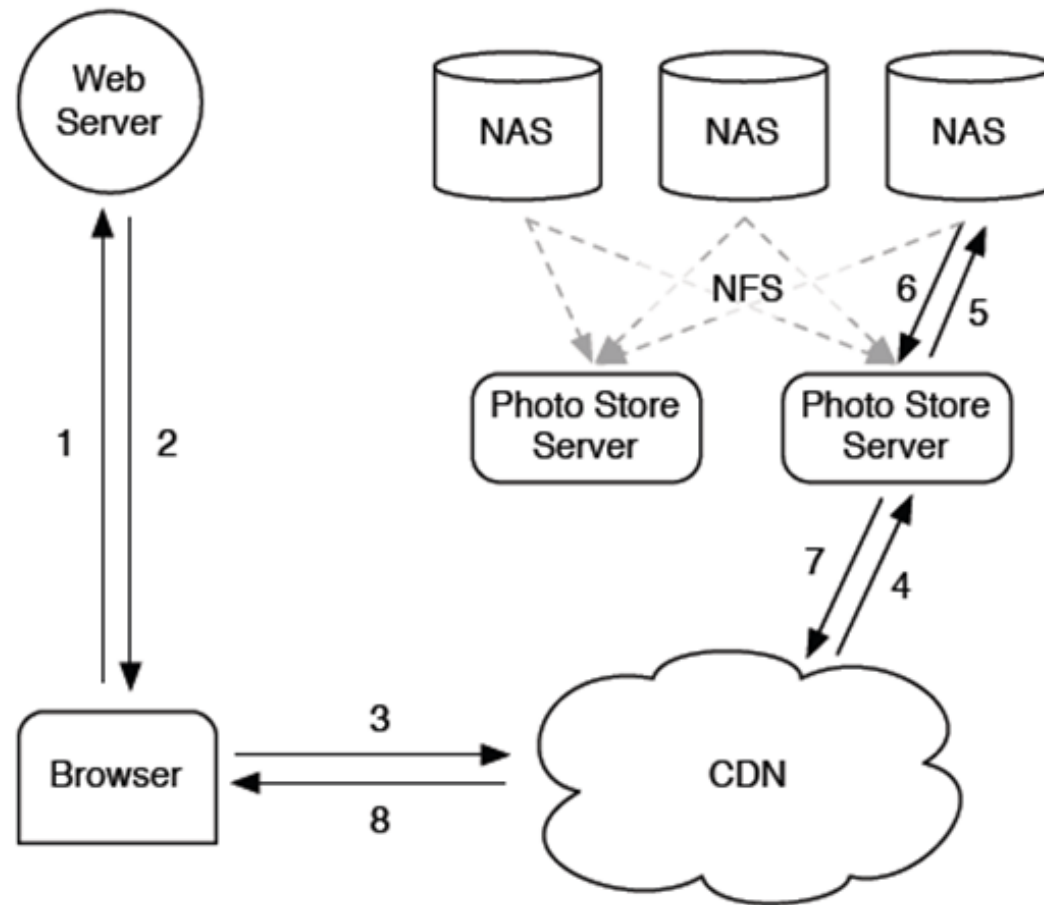 Web
Server
NAS
NAS
NAS
NFS
6
5
Photo Store
Server
Photo Store
Server
1
2
7
4
3
Browser
CDN
8